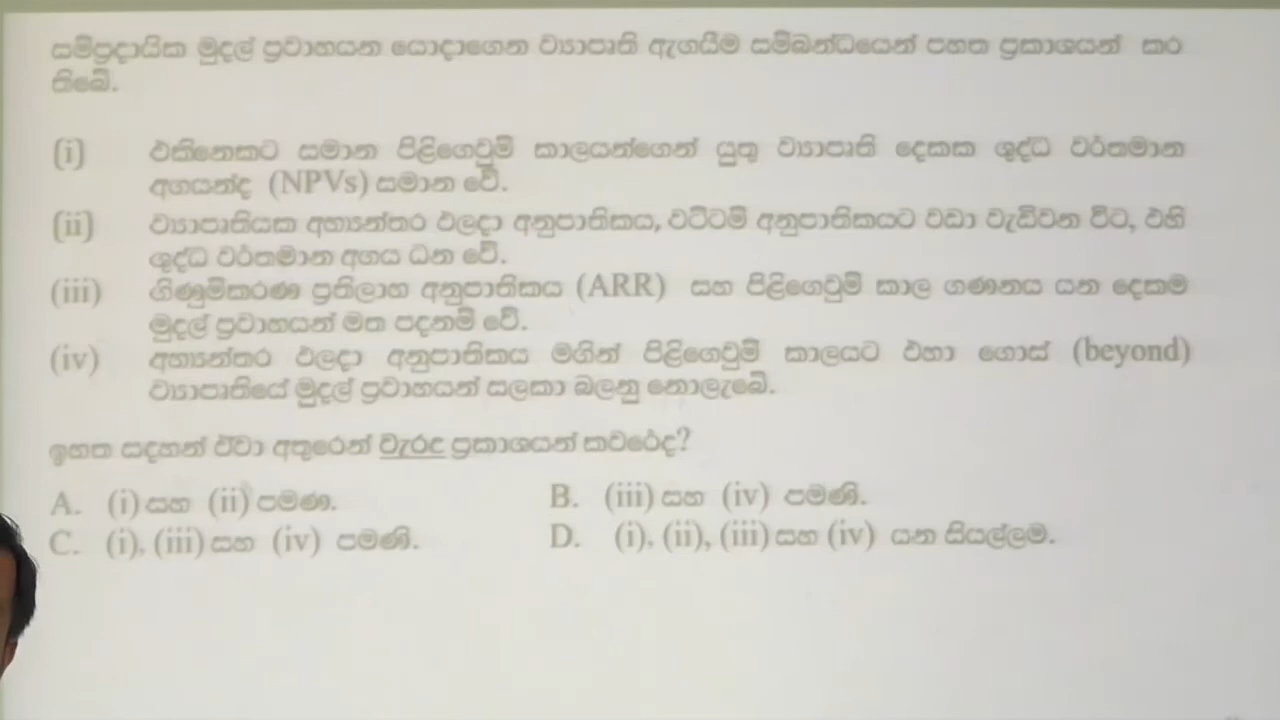 සම්ප්‍රදායික මුදල් ප්‍රවාහයන් යොදාගෙන ව්‍යාපෘති ඇගයීම සම්බන්ධයෙන් පහත ප්‍රකාශයන් කර
තිබේ.
(i) එකිනෙකට සමාන පිළිගෙවුම් කාලයන්ගෙන් යුතු ව්‍යාපෘති දෙකක ශුද්ධ වර්තමාන
අගයන්ද (NPVs) සමාන වේ.
(ii) ව්‍යාපෘතියක අභ්‍යන්තර ඵලදා අනුපාතිකය, වට්ටම් අනුපාතිකයට වඩා වැඩිවන විට, එහි
ශුද්ධ වර්තමාන අගය ධන වේ.
(iii) ගිණුම්කරණ ප්‍රතිලාභ අනුපාතිකය (ARR) සහ පිළිගෙවුම් කාල ගණනය යන දෙකම
මුදල් ප්‍රවාහයන් මත පදනම් වේ.
(iv) අභ්‍යන්තර ඵලදා අනුපාතිකය මගින් පිළිගෙවුම් කාලයට එහා ගොස් (beyond)
ව්‍යාපෘතියේ මුදල් ප්‍රවාහයන් සලකා බලනු නොලැබේ.
ඉහත සඳහන් ඒවා අතුරෙන් වැරදි ප්‍රකාශයන් කවරේද?
A. (i) සහ (ii) පමණි. B. (iii) සහ (iv) පමණි.
C. (i), (iii) සහ (iv) පමණි. D. (i), (ii), (iii) සහ (iv) යන සියල්ලම.